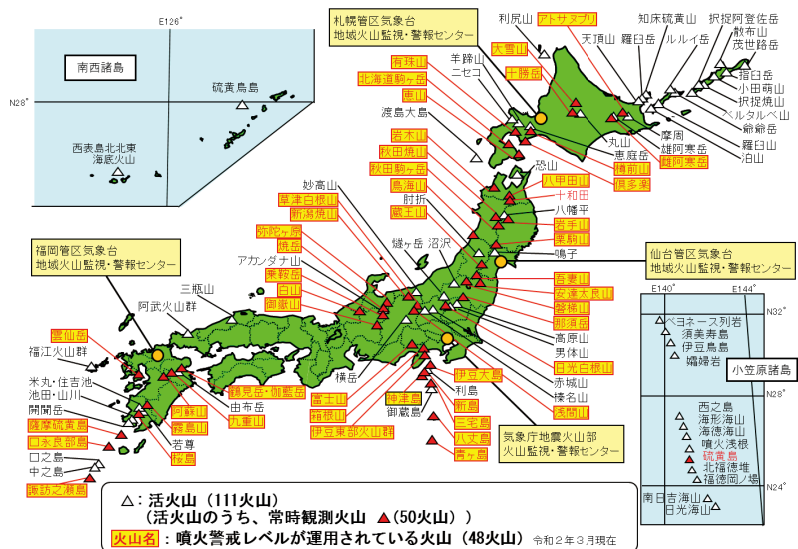 E126°
南西諸島
N28°
硫黄鳥島
西表島北北東
海底火山
札幌管区気象台
地域火山監視・警報センター
利尻山
アトサヌプリ
大雪山
十勝岳
天頂山
羅臼岳
知床硫黄山
ルルイ岳
択捉阿登佐岳
散布山
茂世路岳
指臼岳
小田萌山
択捉焼山
ベルタルベ山
爺爺岳
羅臼山
泊山
有珠山
北海道駒ヶ岳
恵山
渡島大島
羊蹄山
ニセコ
丸山
恵庭岳
樽前山
倶多楽
摩周
雄阿寒岳
雌阿寒岳
岩木山
秋田焼山
秋田駒ヶ岳
鳥海山
肘折
蔵王山
恐山
八甲田山
十和田
八幡平
岩手山
栗駒山
鳴子
妙高山
草津白根山
新潟焼山
弥陀ヶ原
焼岳
アカンダナ山
乗鞍岳
白山
御嶽山
燧ヶ岳
沼沢
仙台管区気象台
地域火山監視・警報センター
吾妻山
安達太良山
磐梯山
那須岳
高原山
男体山
日光白根山
赤城山
榛名山
浅間山
福岡管区気象台
地域火山監視・警報センター
三瓶山
阿武火山群
雲仙岳
福江火山群
米丸・住吉池
池田・山川
開聞岳
薩摩硫黄島
口永良部島
口之島
中之島
諏訪之瀬島
鶴見岳・伽藍岳
由布岳
九重山
阿蘇山
霧島山
若尊
桜島
横岳
富士山
箱根山
伊豆東部火山群
伊豆大島
利島
新島
神津島
御蔵島
三宅島
八丈島
青ヶ島
気象庁地震火山部
火山監視・警報センター
E140°
E144°
N32°
ベヨネース列岩
須美寿島
伊豆鳥島
孀婦岩
小笠原諸島
N28°
西之島
海形海山
海徳海山
噴火浅根
硫黄島
北福徳堆
福徳岡ノ場
N24°
南日吉海山
日光海山
△：活火山（111火山）
（活火山のうち、常時観測火山 ▲（50火山））
火山名：噴火警戒レベルが運用されている火山（48火山） 令和２年３月現在